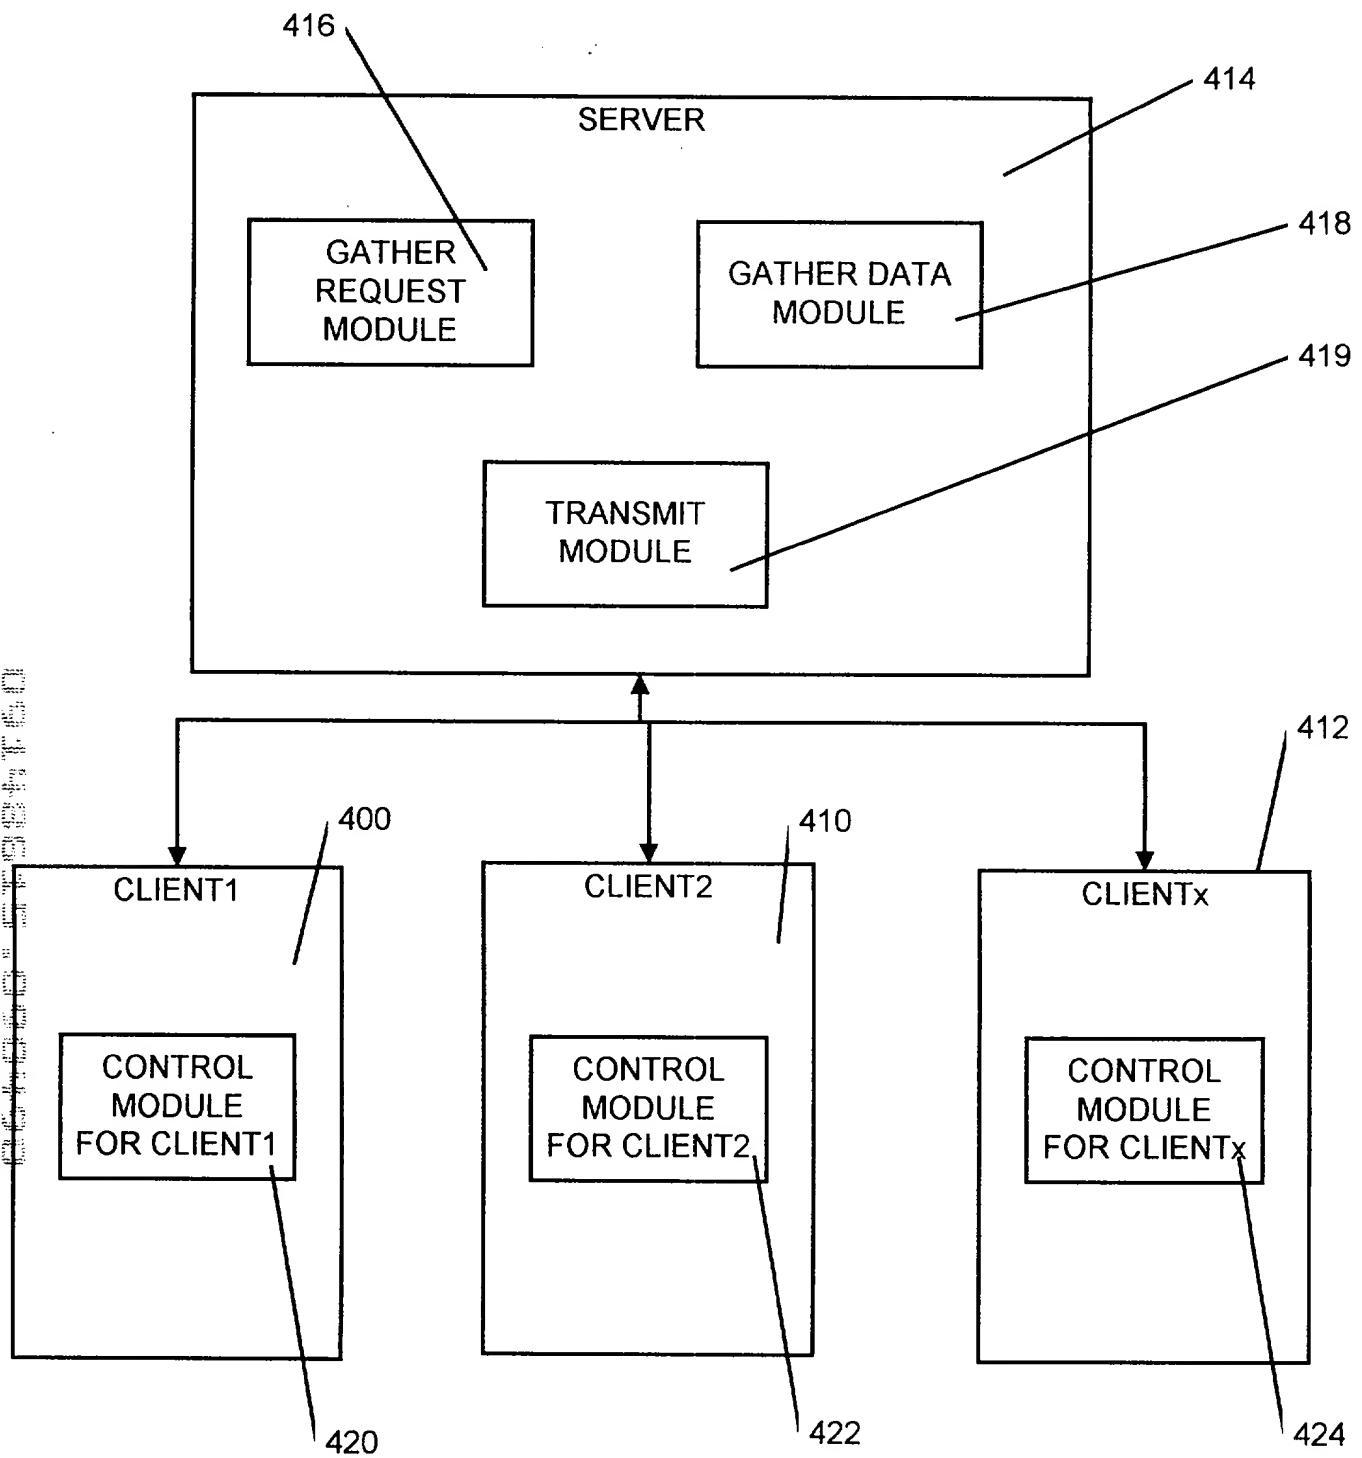 416
414
SERVER
418
GATHER
REQUEST
MODULE
GATHER DATA
MODULE
419
TRANSMIT
MODULE
412
400
410
CLIENT1
CLIENT2
CLIENTx
CONTROL
MODULE
FOR CLIENT1
CONTROL
MODULE
FOR CLIENT2
CONTROL
MODULE
FOR CLIENTx
420
422
424